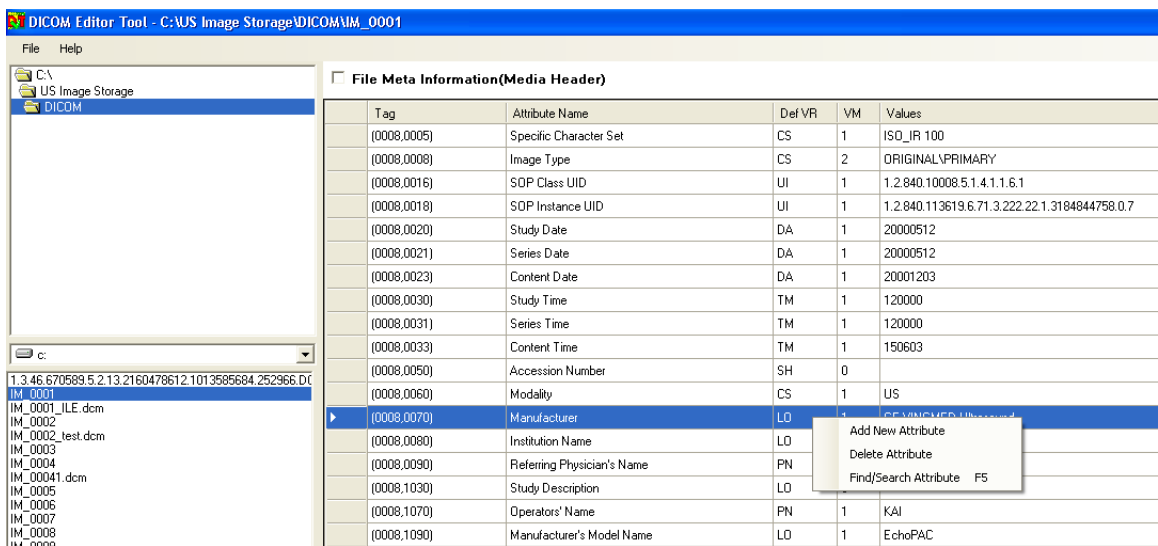 DICOM Editor Tool - C:\US Image Storage\DICOM\IM_0001
File Help
C:\
US Image Storage
DICOM
c:
1.3.46.670589.5.2.13.2160478612.1013585684.252966.DC
IM_0001
IM_0001_ILE.dcm
IM_0002
IM_0002_test.dcm
IM_0003
IM_0004
IM_00041.dcm
IM_0005
IM_0006
IM_0007
IM_0008
File Meta Information(Media Header)
Tag Attribute Name Def VR VM Values
(0008,0005) Specific Character Set CS 1 ISO_IR 100
(0008,0008) Image Type CS 2 ORIGINAL\PRIMARY
(0008,0016) SOP Class UID UI 1 1.2.840.10008.5.1.4.1.1.6.1
(0008,0018) SOP Instance UID UI 1 1.2.840.113619.6.71.3.222.22.1.3184844758.0.7
(0008,0020) Study Date DA 1 20000512
(0008,0021) Series Date DA 1 20000512
(0008,0023) Content Date DA 1 20001203
(0008,0030) Study Time TM 1 120000
(0008,0031) Series Time TM 1 120000
(0008,0033) Content Time TM 1 150603
(0008,0050) Accession Number SH 0
(0008,0060) Modality CS 1 US
(0008,0070) Manufacturer LO
(0008,0080) Institution Name LO
(0008,0090) Referring Physician's Name PN
(0008,1030) Study Description LO
(0008,1070) Operators' Name PN 1 KAI
(0008,1090) Manufacturer's Model Name LO 1 EchoPAC
Add New Attribute
Delete Attribute
Find/Search Attribute F5